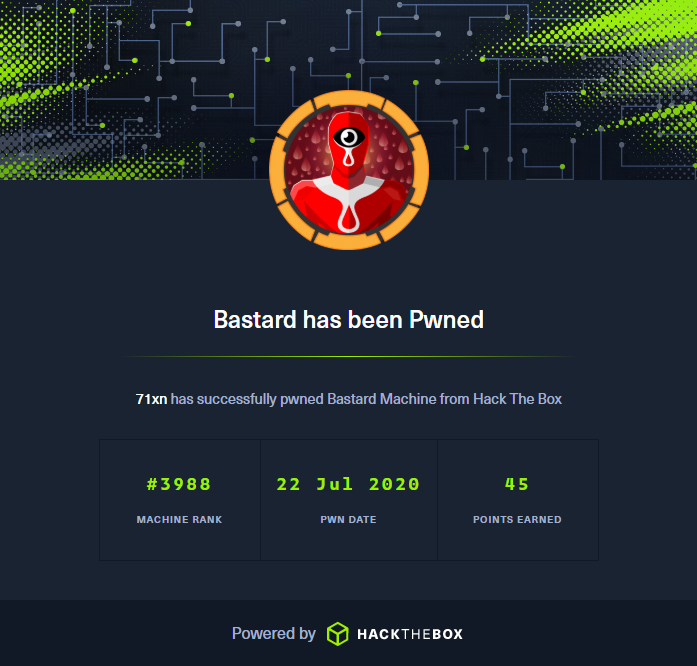 Bastard has been Pwned
71xn has successfully pwned Bastard Machine from Hack The Box
#3988 22 Jul 2020 45
MACHINE RANK PWN DATE POINTS EARNED
Powered by HACKTHEBOX